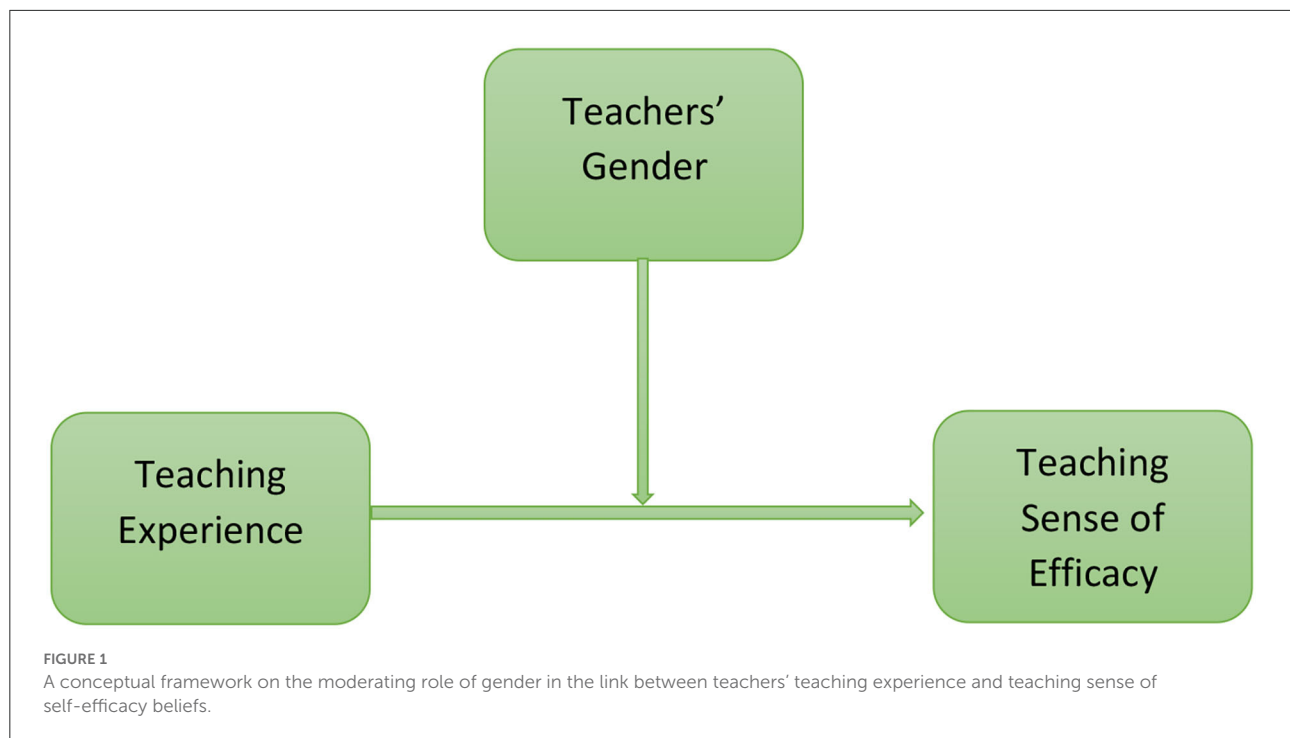 Teachers’
Gender
Teaching
Experience
Teaching
Sense of
Efficacy
FIGURE 1
A conceptual framework on the moderating role of gender in the link between teachers’ teaching experience and teaching sense of
self-efficacy beliefs.